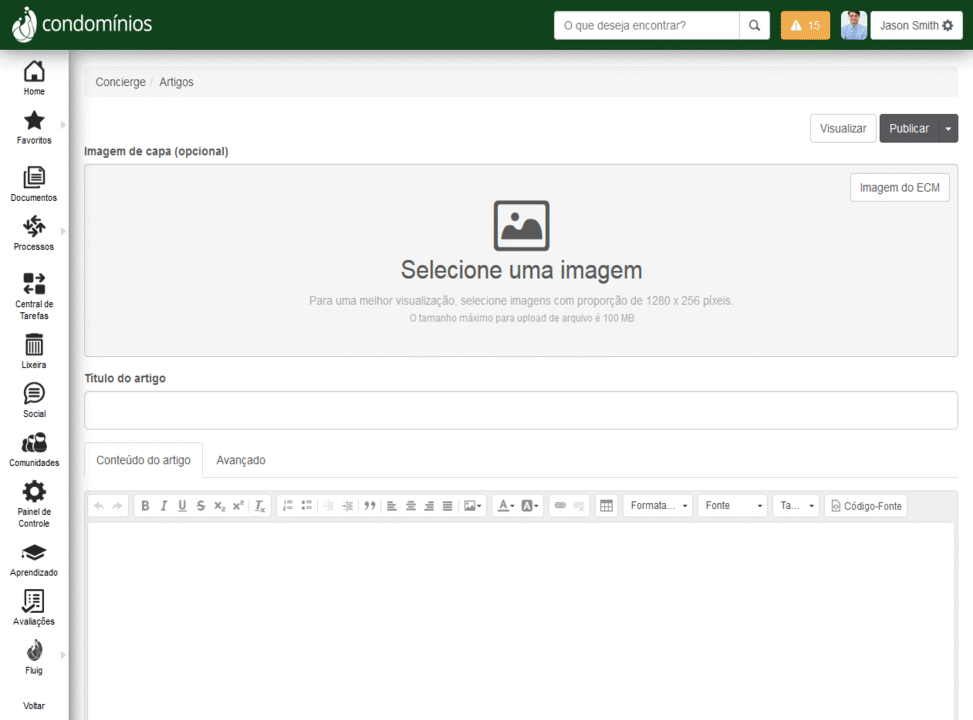 condomínios
O que deseja encontrar?
15
Jason Smith
Home
Favoritos
Documentos
Processos
Central de
Tarefas
Lixeira
Social
Comunidades
Painel de
Controle
Aprendizado
Avaliações
Fluig
Voltar
Concierge / Artigos
Visualizar
Publicar
Imagem de capa (opcional)
Imagem do ECM
Selecione uma imagem
Para uma melhor visualização, selecione imagens com proporção de 1280 x 256 píxeis.
O tamanho máximo para upload de arquivo é 100 MB
Título do artigo
Conteúdo do artigo
Avançado
B I U S x₂ x² Tx
A A Formata... Fonte Ta... Código-Fonte